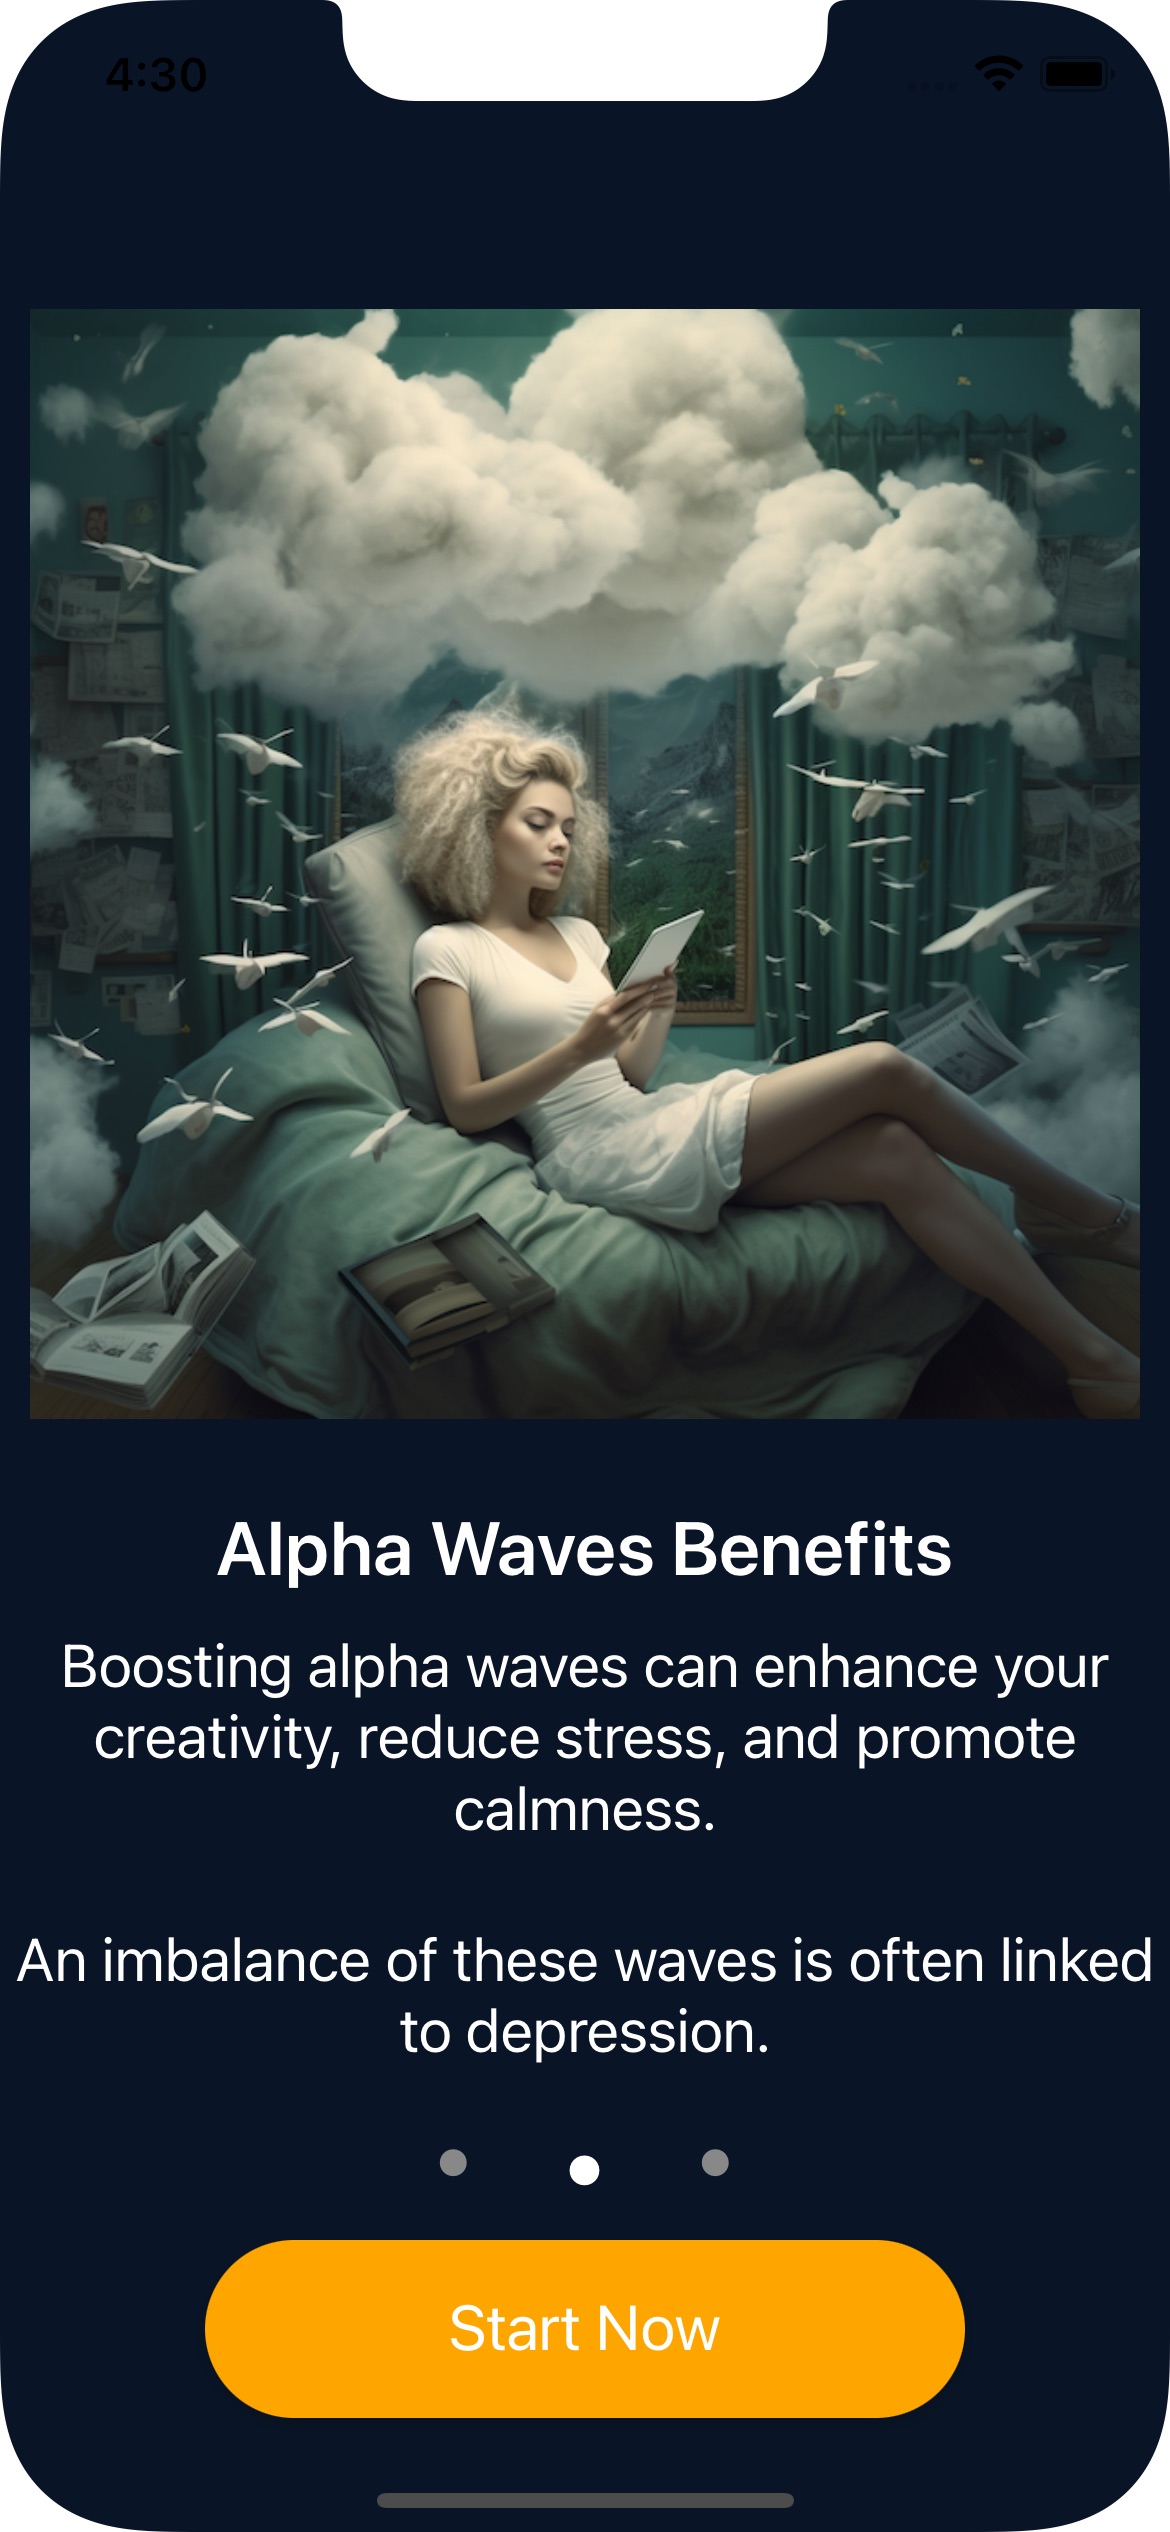 4:30
Alpha Waves Benefits
Boosting alpha waves can enhance your
creativity, reduce stress, and promote
calmness.
An imbalance of these waves is often linked
to depression.
Start Now